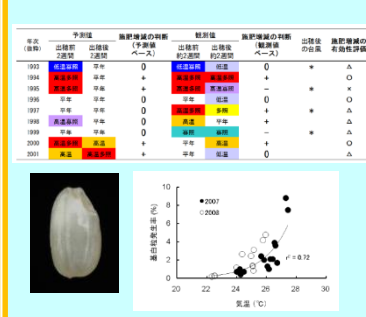 年次
(抜粋)
予測値
出穂前
2週間
出穂後
2週間
施肥増減の判断
(予測値
ベース)
観測値
出穂前
約2週間
出穂後
約2週間
施肥増減の判断
(観測値
ベース)
出穂後
の台風
施肥増減の
有効性評価
1993 低温寡照 平年 0 低温寡照 低温 0 * △
1994 高温多照 平年 + 高温多照 高温多照 + ○
1995 高温多照 平年 + 高温多照 高温寡照 − * ×
1996 平年 平年 0 平年 低温 0 ○
1997 平年 高温多照 + 高温多照 多照 + * △
1998 高温寡照 平年 0 高温 平年 + △
1999 平年 平年 0 寡照 寡照 − * △
2000 高温多照 高温 + 平年 高温 + ○
2001 高温 高温多照 + 平年 低温 0 △
基白粒発生率 (%)
10
8
6
4
2
0
●2007
○2008
r² = 0.72
20 22 24 26 28 30
気温 (℃)